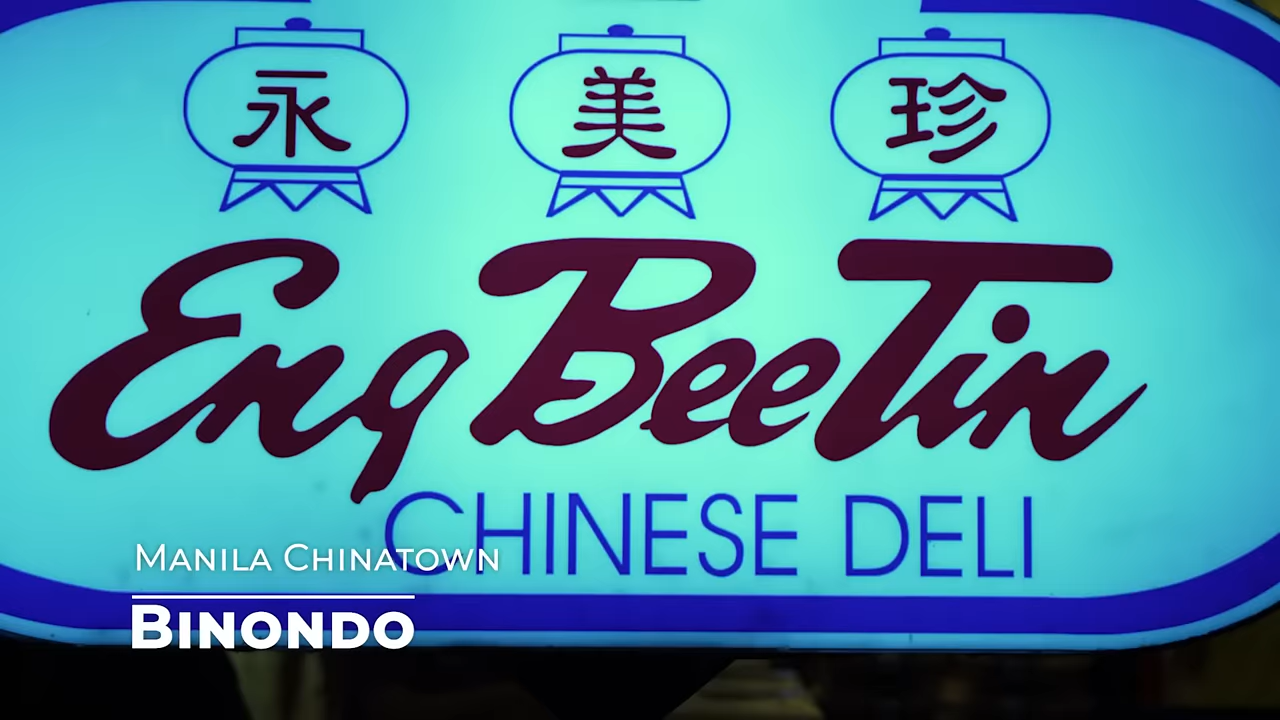 永 美 珍
Eng Bee Tin
CHINESE DELI
MANILA CHINATOWN
BINONDO